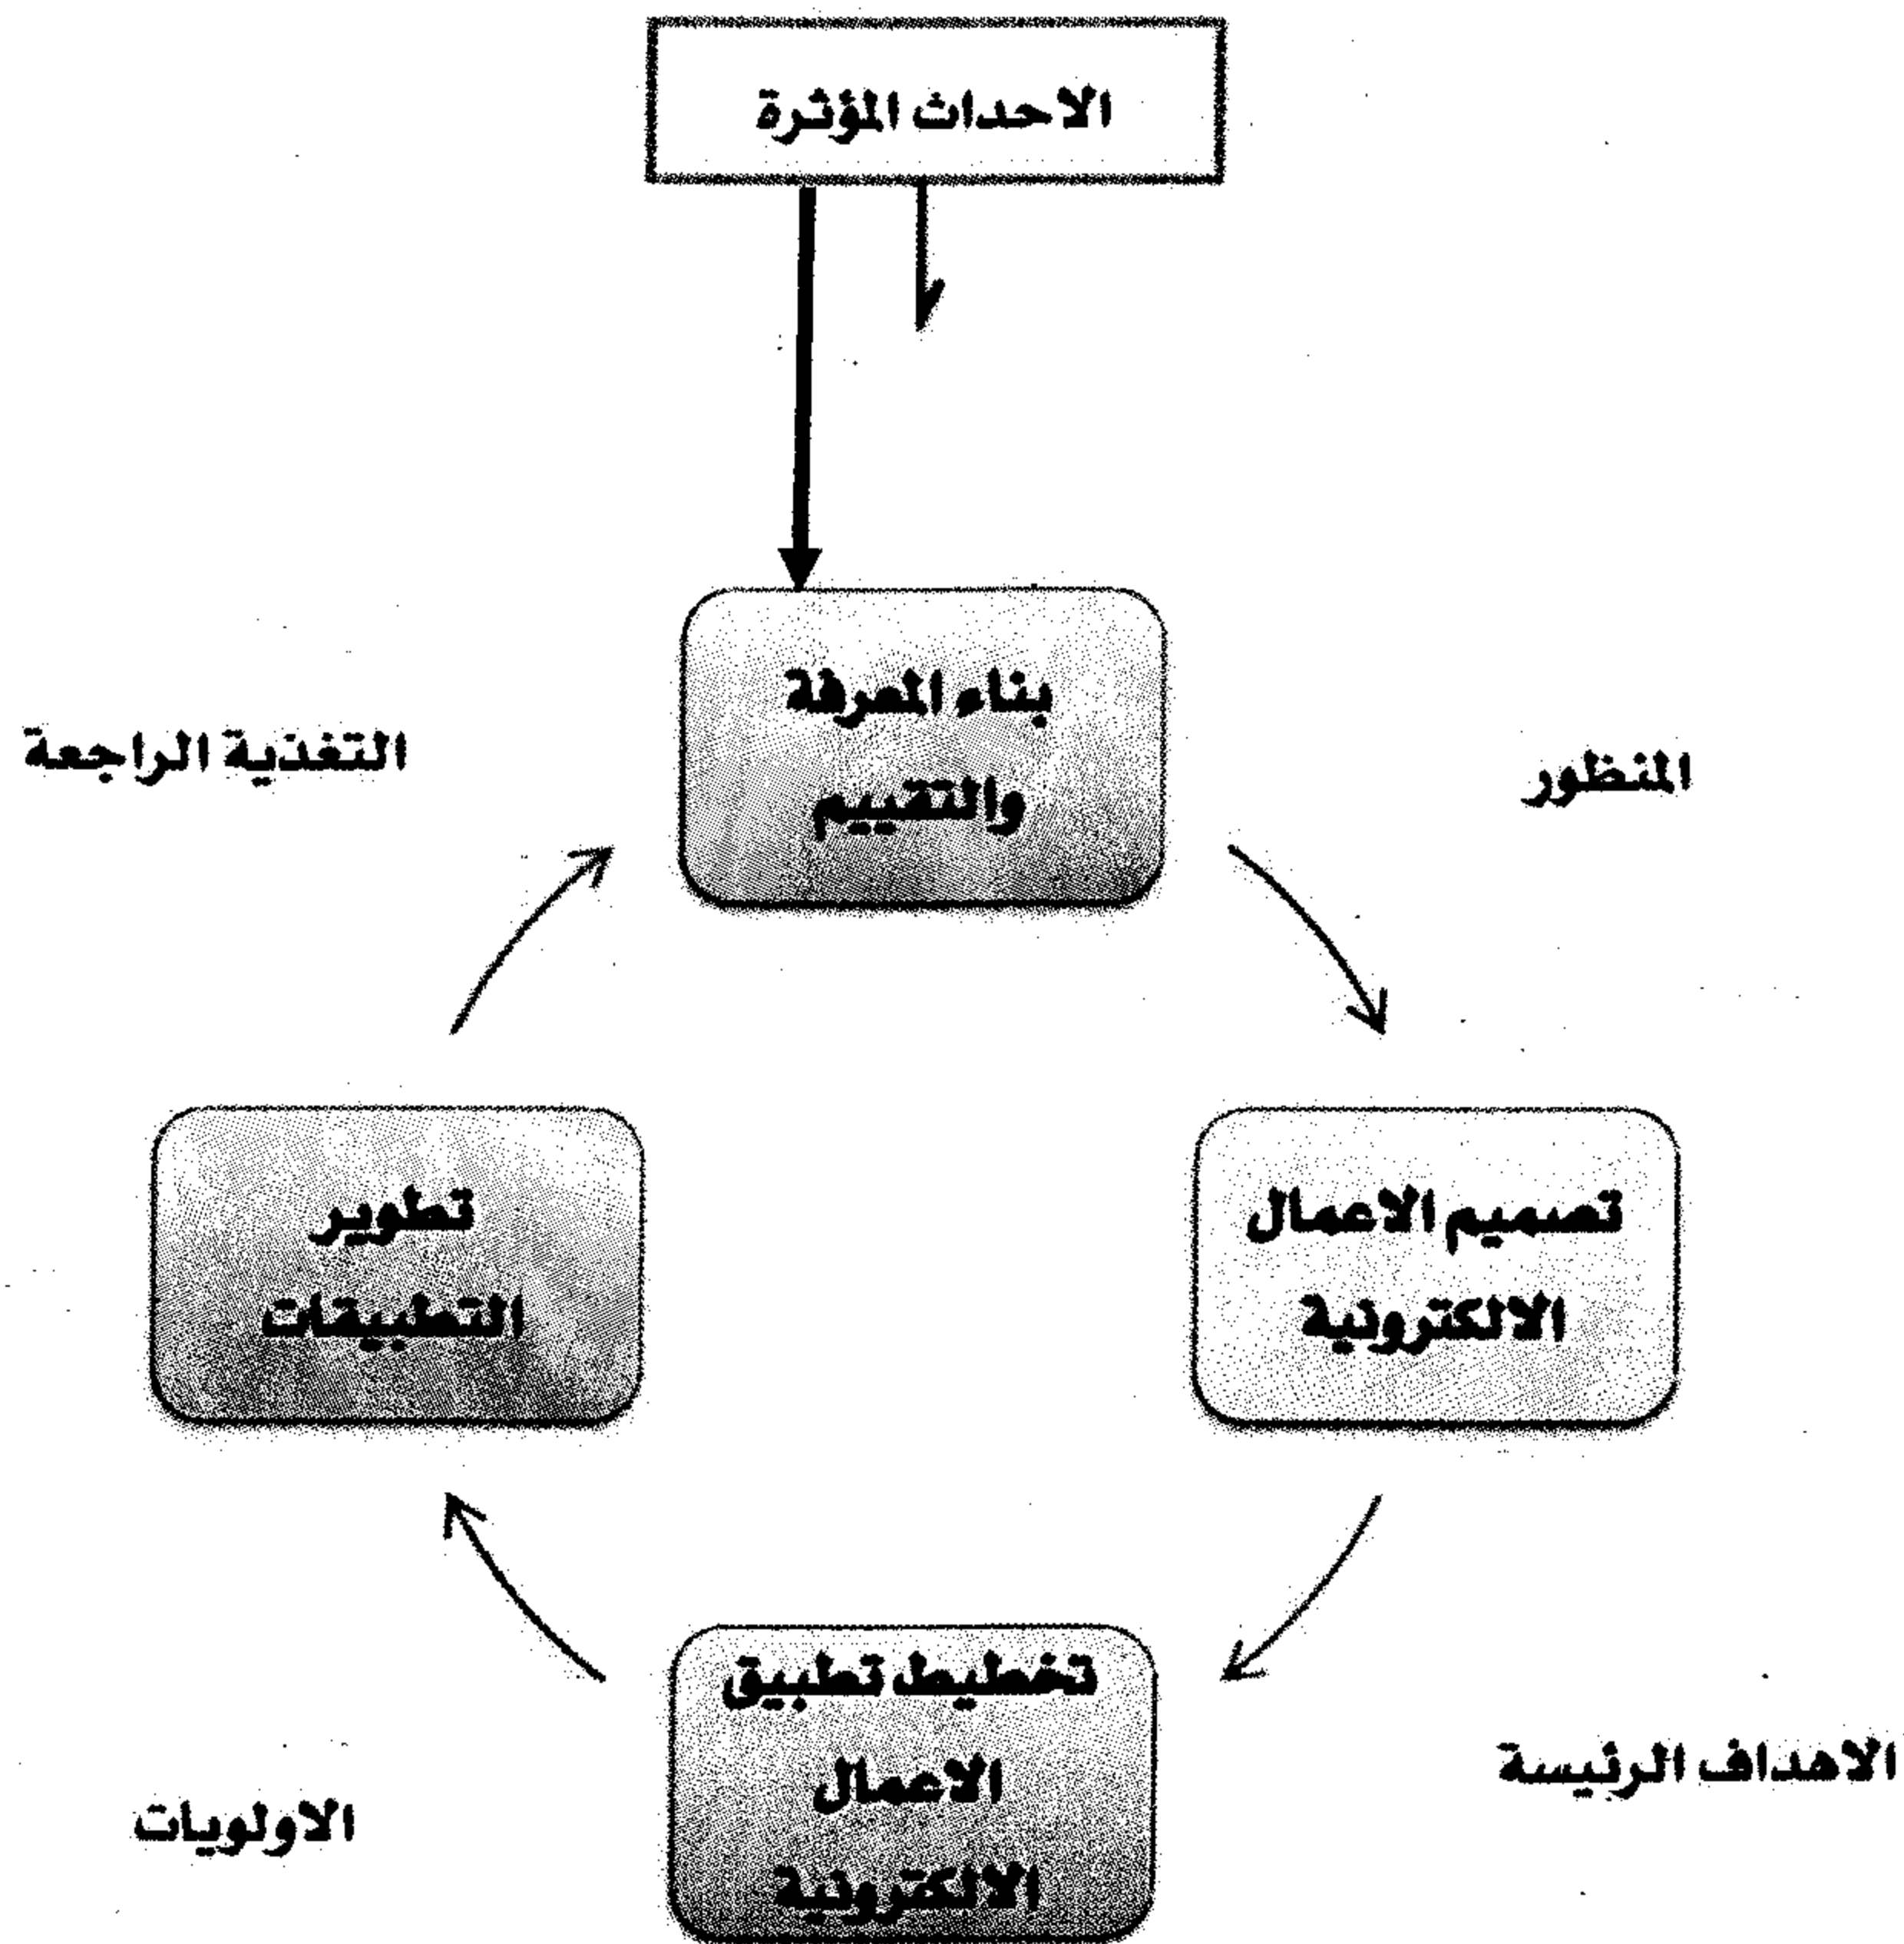 الاحداث المؤثرة
بناء المعرفة
والتقييم
المنظور
التغذية الراجعة
تصميم الاعمال
الالكترونية
تطوير
التطبيقات
تخطيط تطبيق
الاعمال
الالكترونية
الاهداف الرئيسة
الاولويات